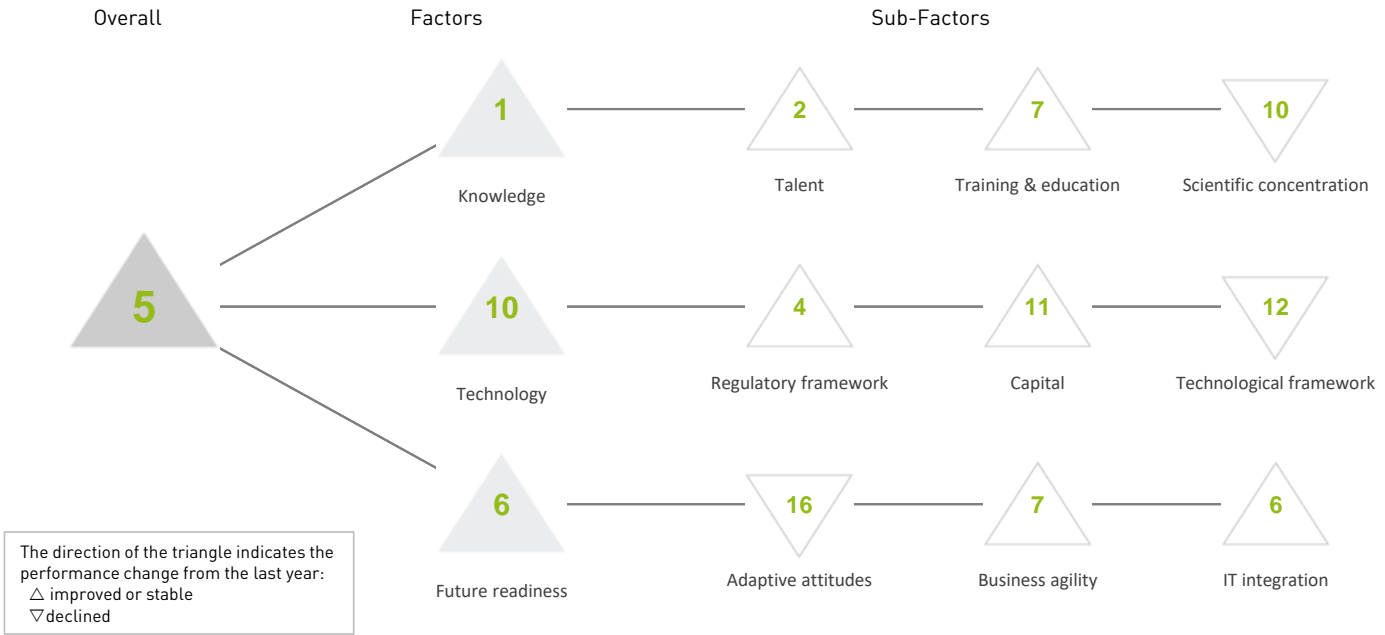 Overall Factors Sub-Factors
1 2 7 10
Knowledge Talent Training & education Scientific concentration
5
10 4 11 12
Technology Regulatory framework Capital Technological framework
6 16 7 6
Future readiness Adaptive attitudes Business agility IT integration
The direction of the triangle indicates the
performance change from the last year:
△ improved or stable
▽ declined